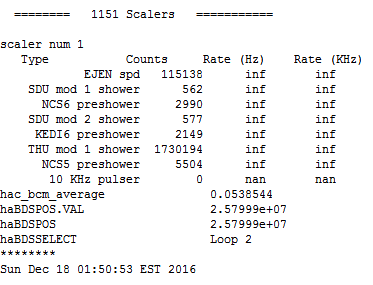 ======== 1151 Scalers ===========
scaler num 1
Type Counts Rate (Hz) Rate (KHz)
EJEN spd 115138 inf inf
SDU mod 1 shower 562 inf inf
NCS6 preshower 2990 inf inf
SDU mod 2 shower 577 inf inf
KEDI6 preshower 2149 inf inf
THU mod 1 shower 1730194 inf inf
NCS5 preshower 5504 inf inf
10 KHz pulser 0 nan nan
hac_bcm_average 0.0538544
haBDSPOS.VAL 2.57999e+07
haBDSPOS 2.57999e+07
haBDSSELECT Loop 2
********
Sun Dec 18 01:50:53 EST 2016